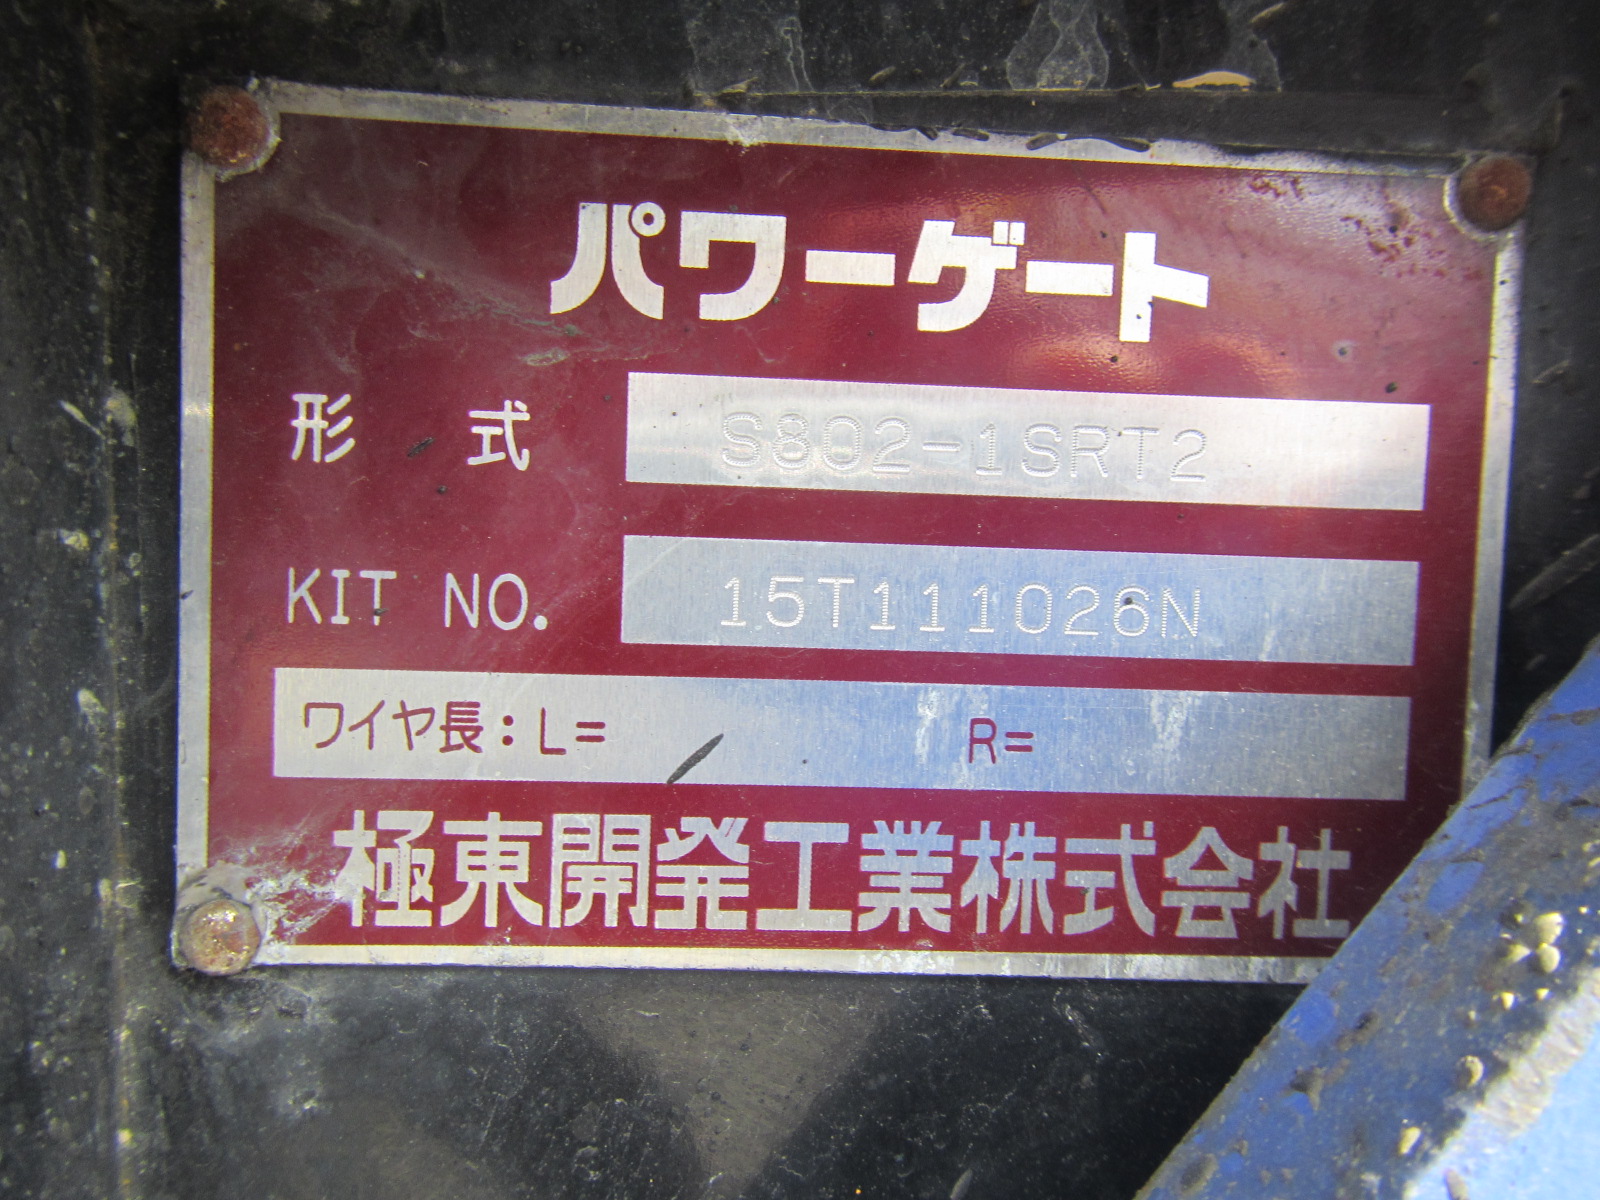 パワーゲート
形 式 S802-1SRT2
KIT NO. 15T111026N
ワイヤ長：L= R=
極東開発工業株式会社